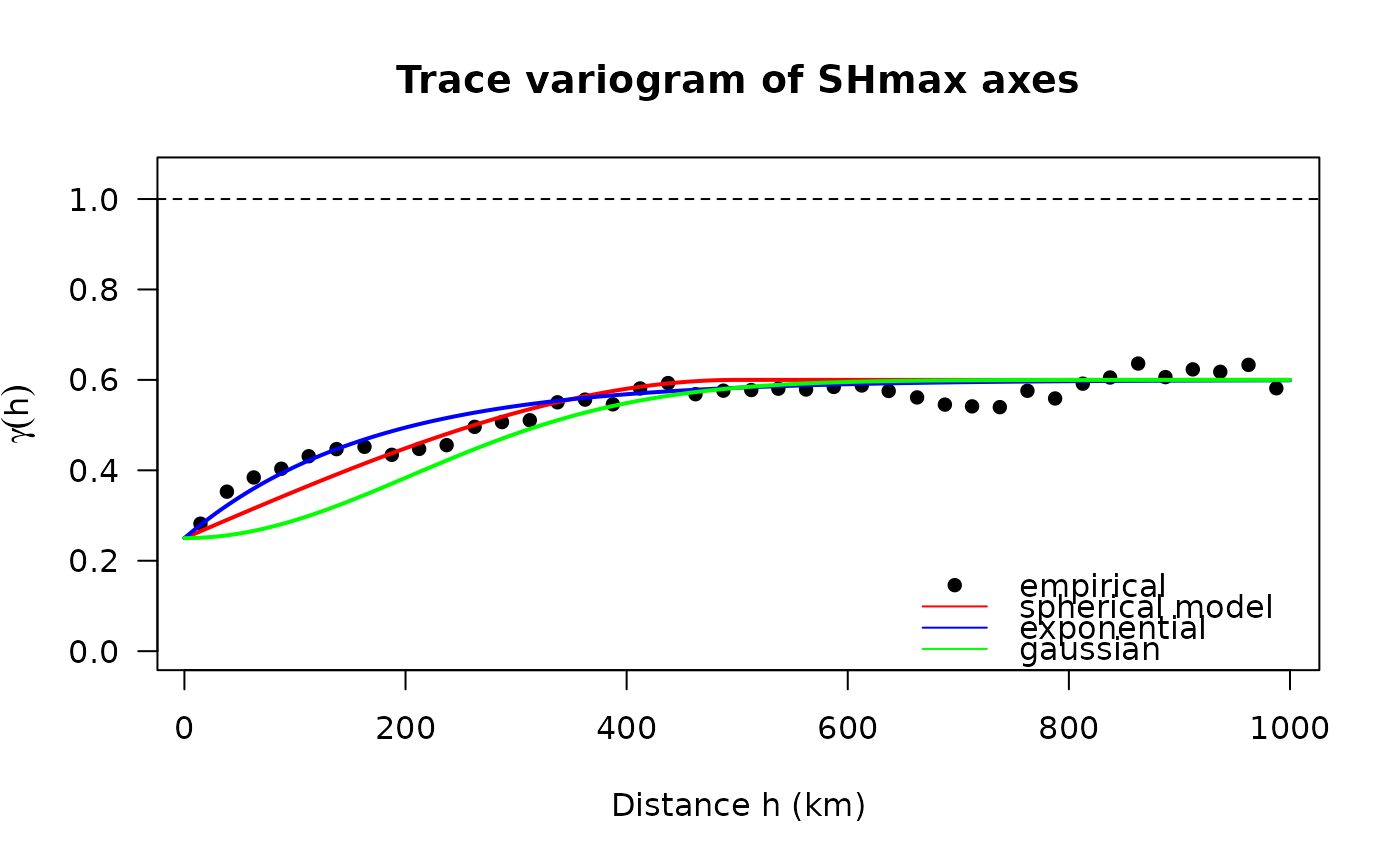 Trace variogram of SHmax axes
γ(h)
1.0
0.8
0.6
0.4
0.2
0.0
empirical
spherical model
exponential
gaussian
0 200 400 600 800 1000
Distance h (km)